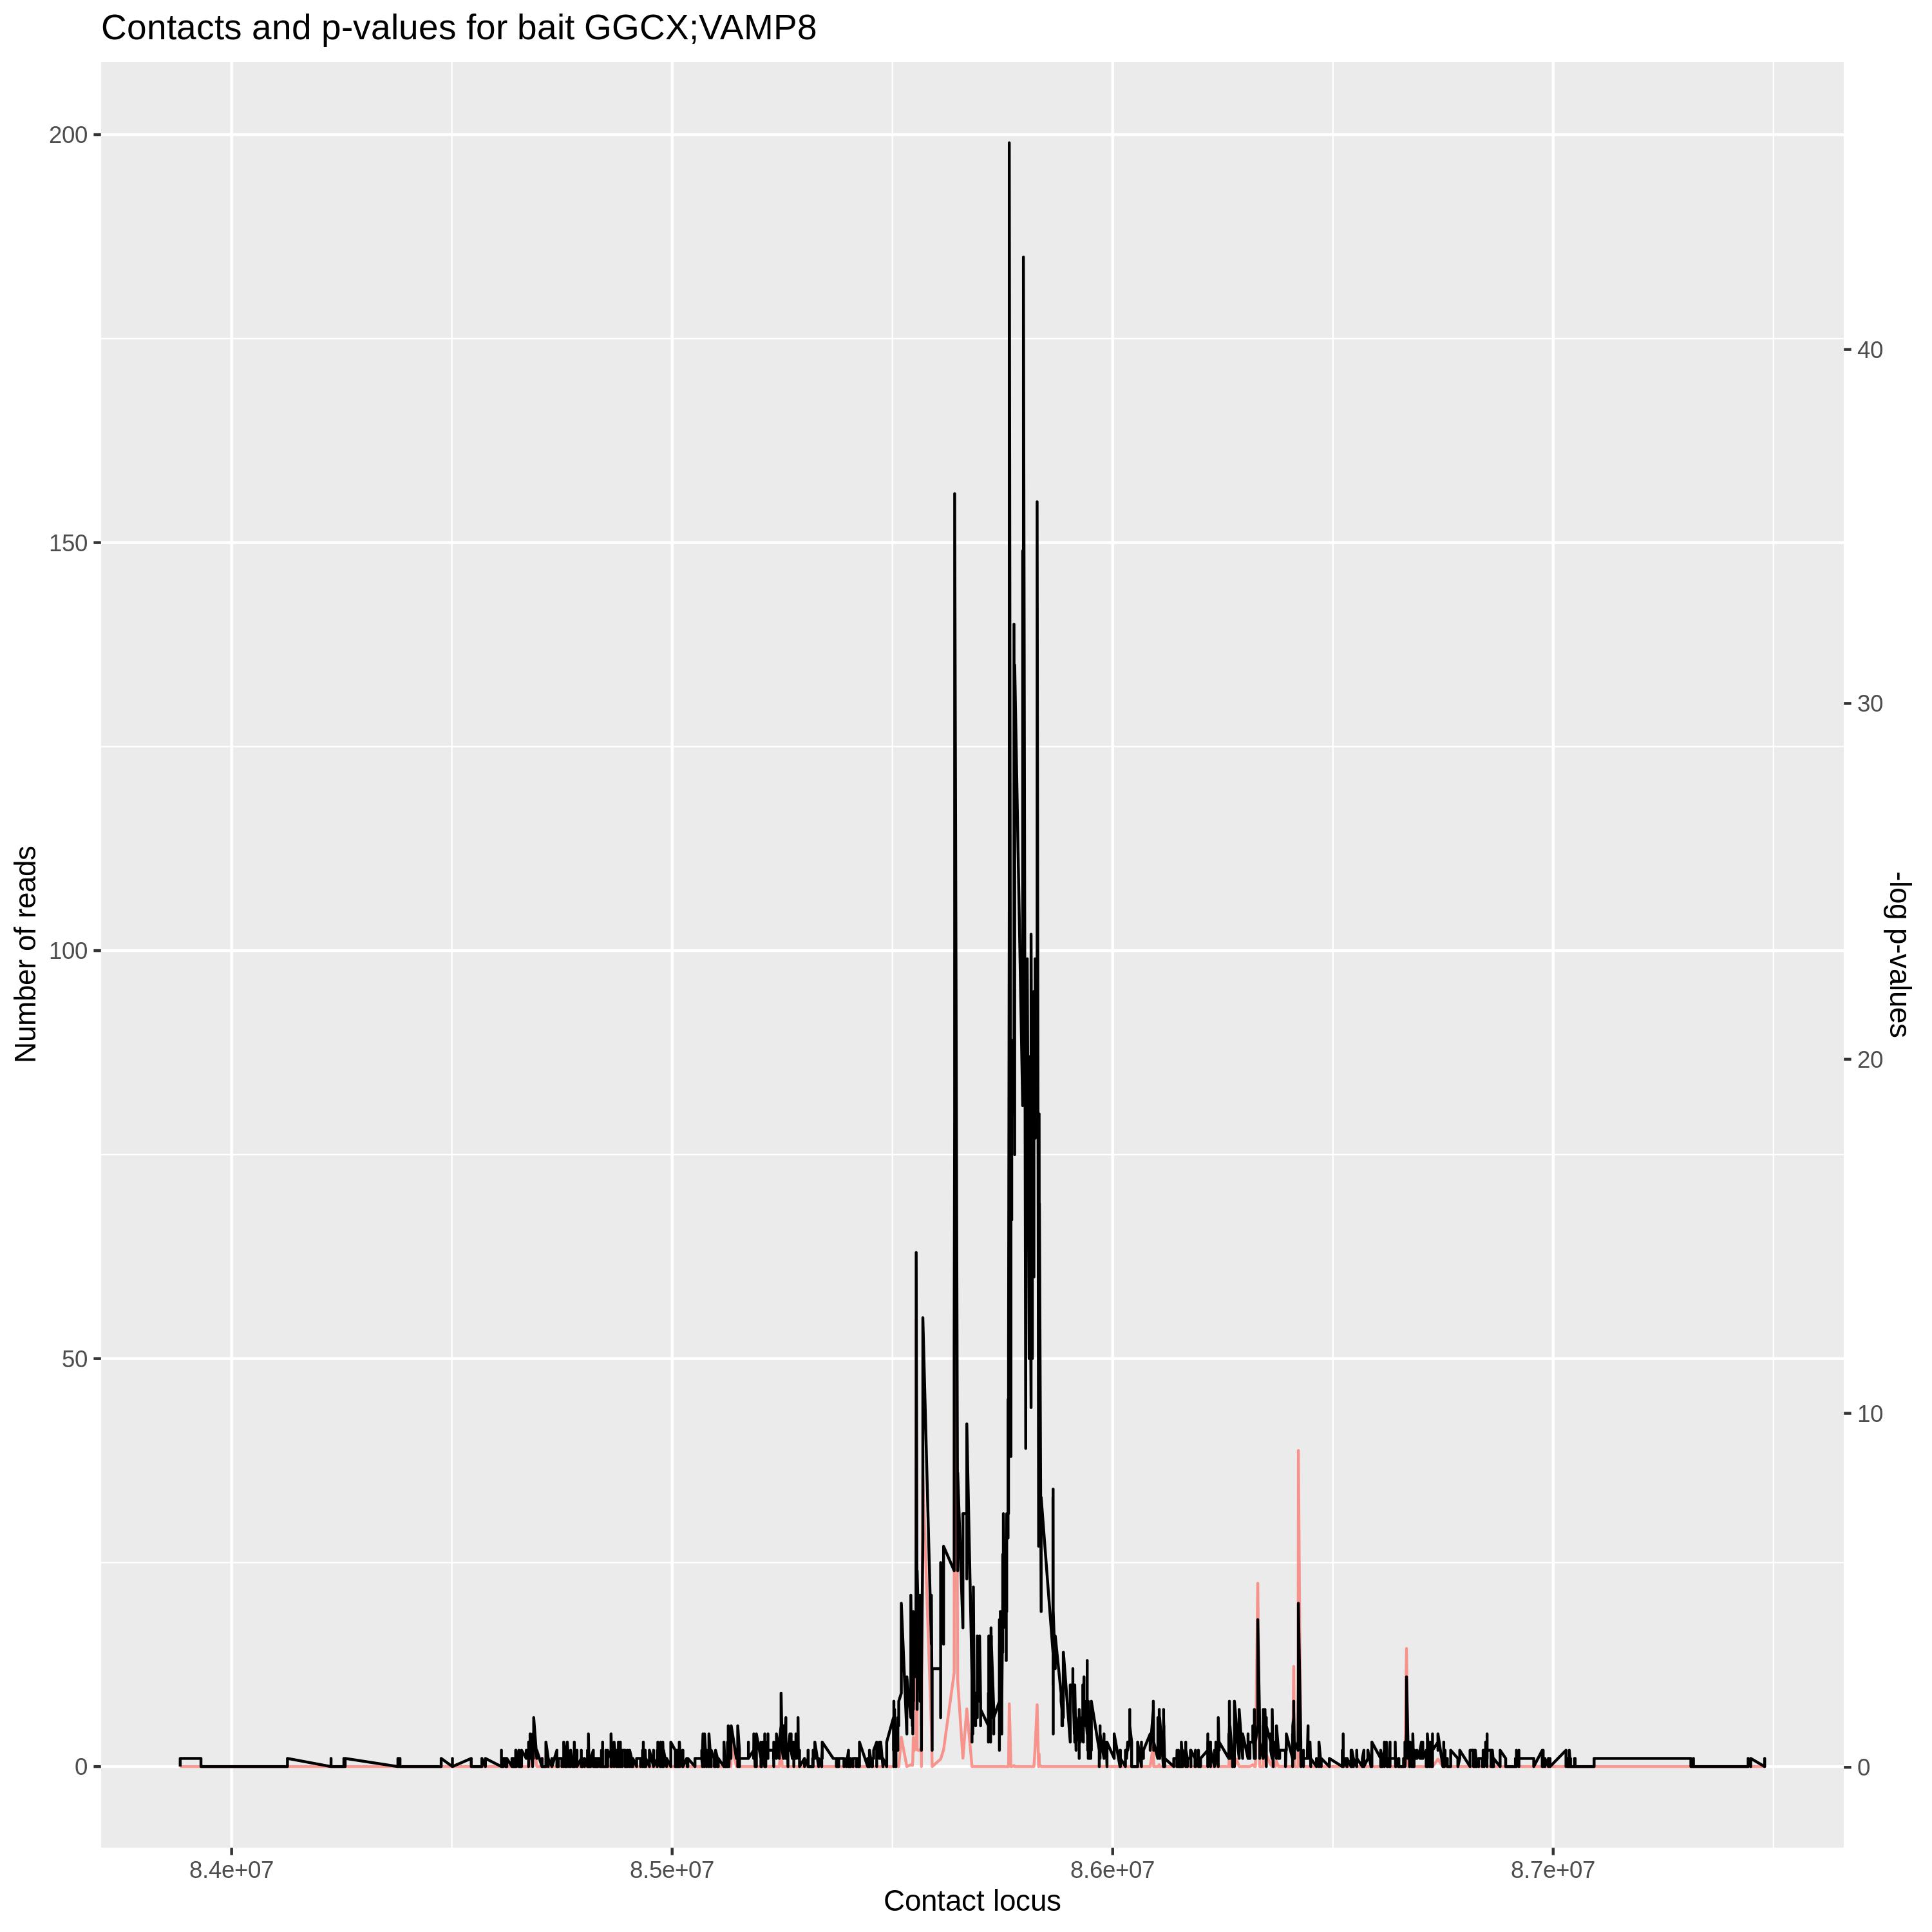 Contacts and p-values for bait GGCX;VAMP8
200
150
100
50
0
Number of reads
40
30
20
10
0
-log p-values
8.4e+07
8.5e+07
8.6e+07
8.7e+07
Contact locus